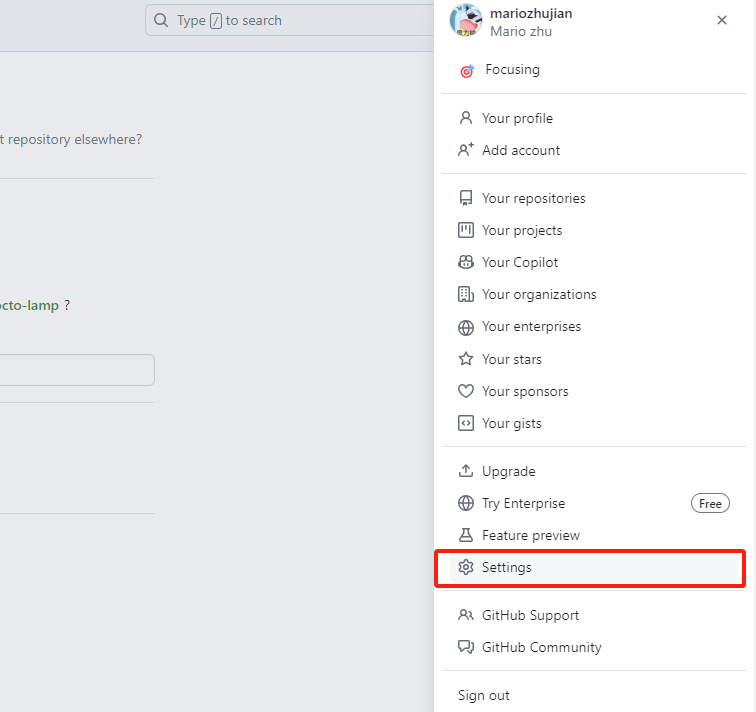 Type / to search
mariozhujian
Mario zhu
Focusing
t repository elsewhere?
Your profile
Add account
Your repositories
Your projects
Your Copilot
Your organizations
octo-lamp ?
Your enterprises
Your stars
Your sponsors
Your gists
Upgrade
Try Enterprise Free
Feature preview
Settings
GitHub Support
GitHub Community
Sign out